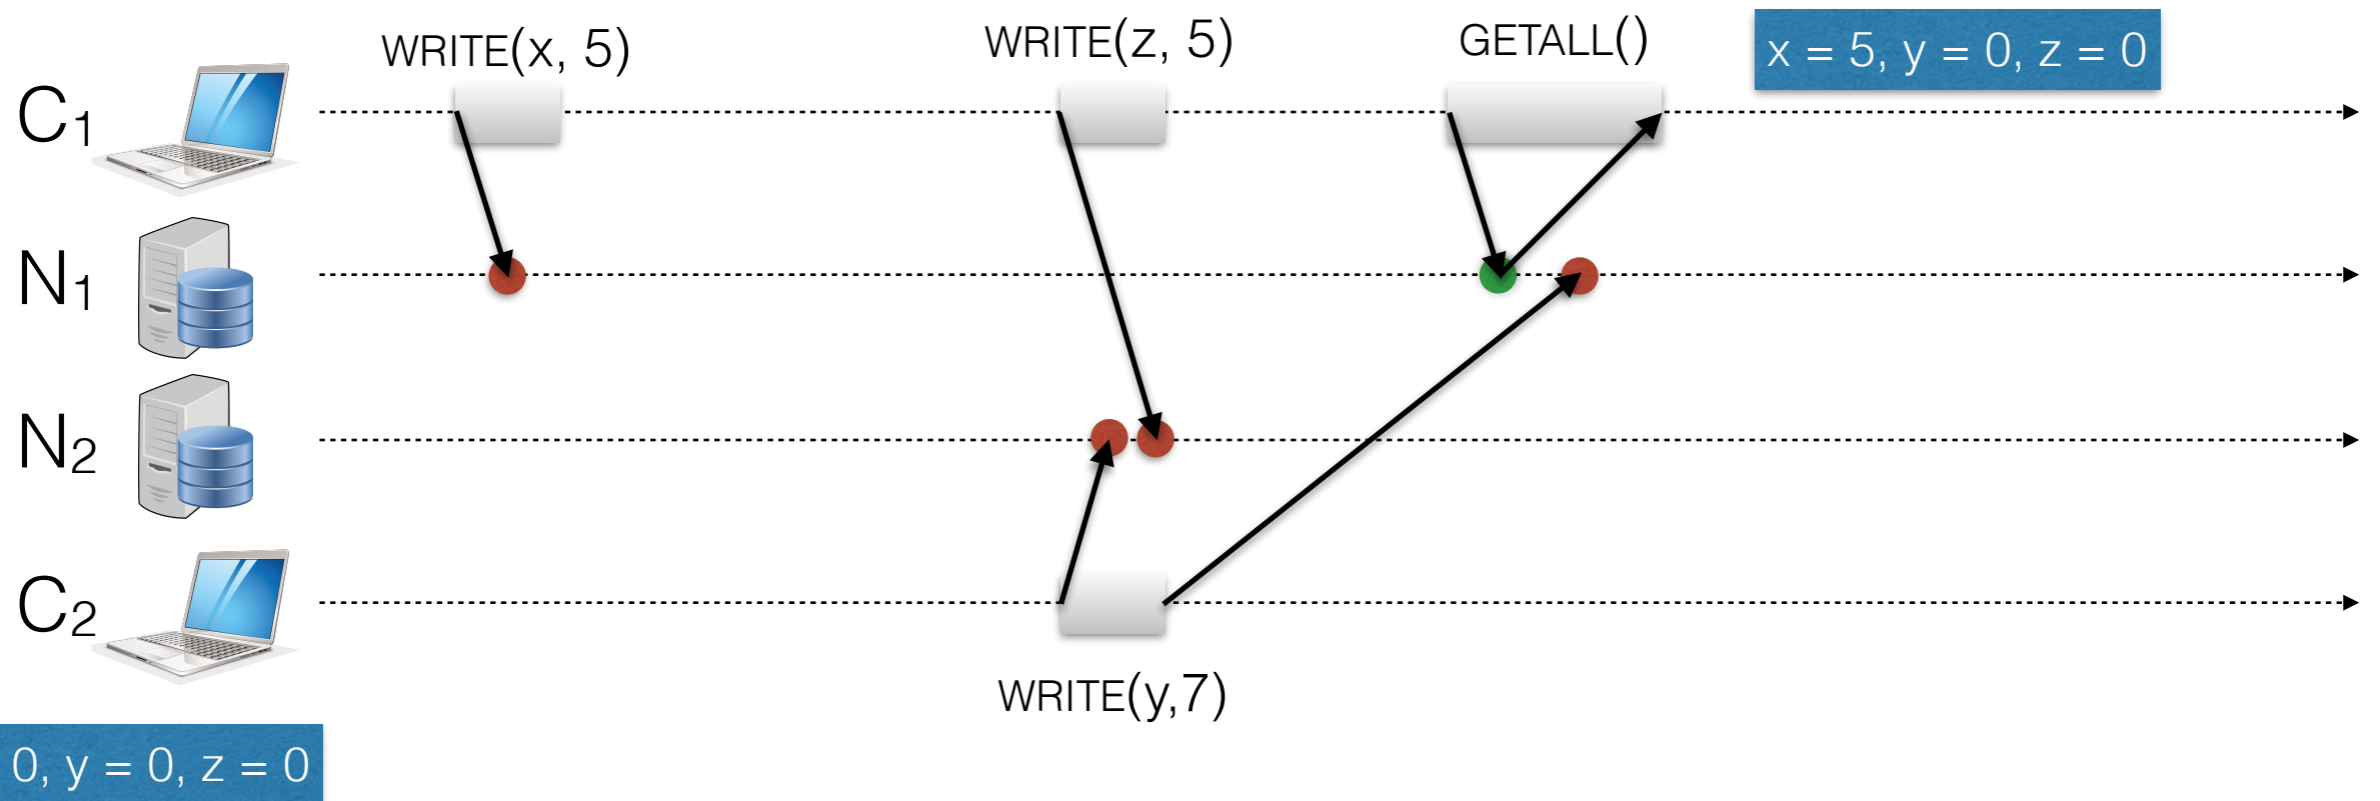 WRITE(x, 5)
WRITE(z, 5)
GETALL()
x = 5, y = 0, z = 0
C1
N1
N2
C2
WRITE(y,7)
0, y = 0, z = 0